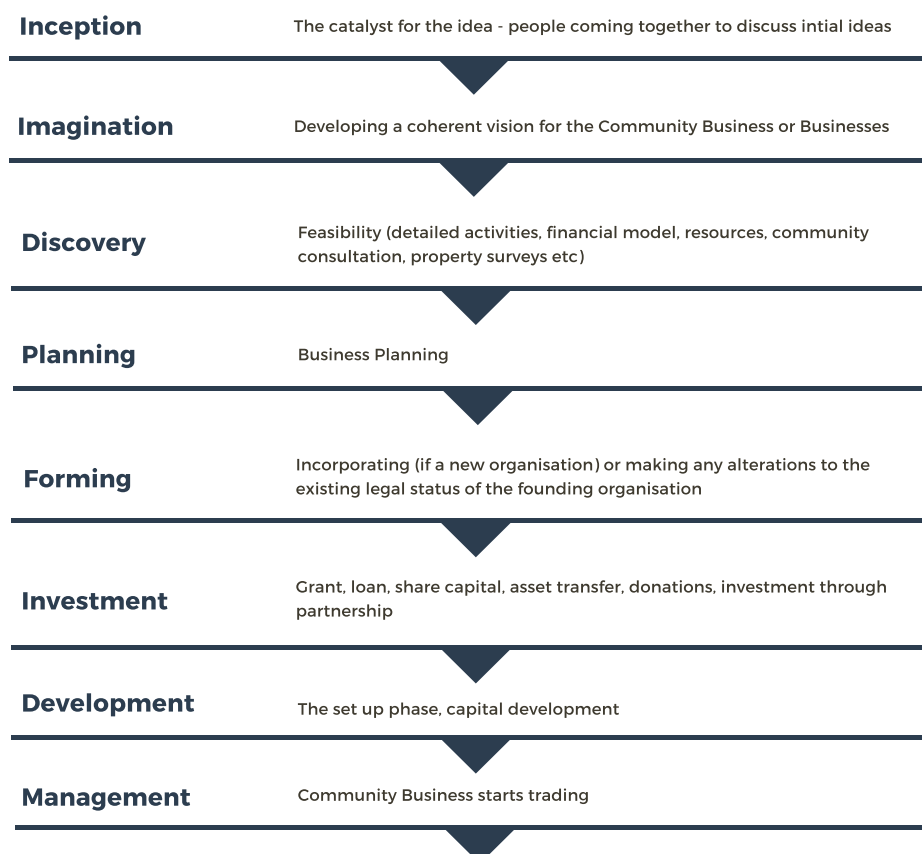 Inception
The catalyst for the idea - people coming together to discuss intial ideas
Imagination
Developing a coherent vision for the Community Business or Businesses
Discovery
Feasibility (detailed activities, financial model, resources, community
consultation, property surveys etc)
Planning
Business Planning
Forming
Incorporating (if a new organisation) or making any alterations to the
existing legal status of the founding organisation
Investment
Grant, loan, share capital, asset transfer, donations, investment through
partnership
Development
The set up phase, capital development
Management
Community Business starts trading